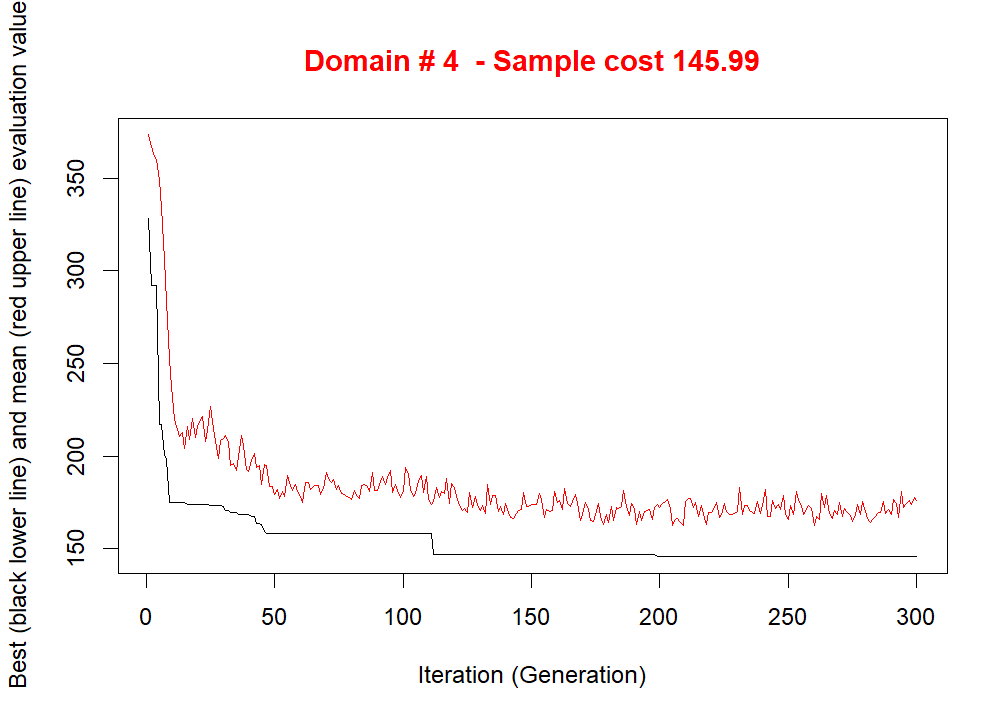 Domain # 4  - Sample cost 145.99
Best (black lower line) and mean (red upper line) evaluation value
350
300
250
200
150
0 50 100 150 200 250 300
Iteration (Generation)